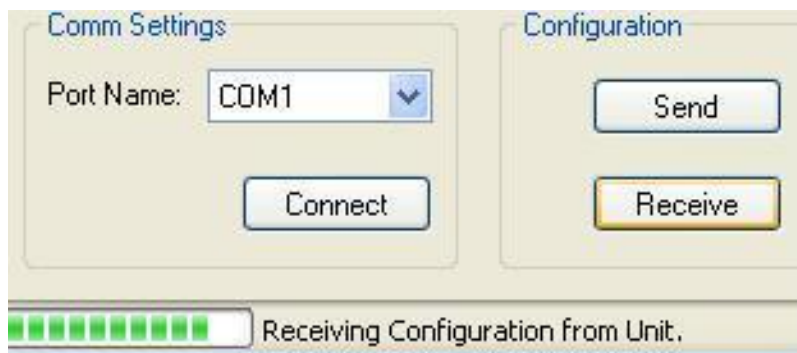 Comm Settings
Port Name: COM1
Connect
Configuration
Send
Receive
Receiving Configuration from Unit.